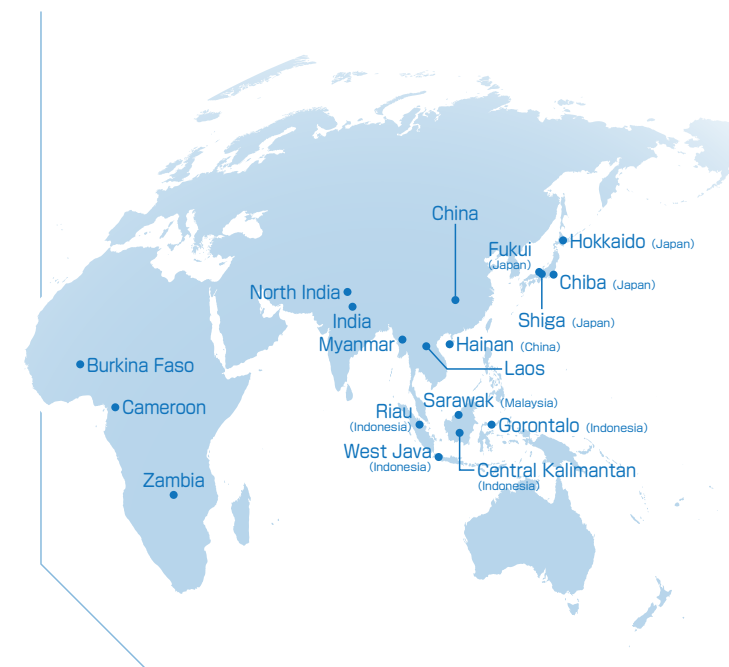 China
Fukui
(Japan)
Hokkaido (Japan)
Chiba (Japan)
North India
India
Shiga (Japan)
Myanmar
Hainan (China)
Laos
Burkina Faso
Cameroon
Sarawak (Malaysia)
Riau
(Indonesia)
Gorontalo (Indonesia)
West Java
(Indonesia)
Central Kalimantan
(Indonesia)
Zambia